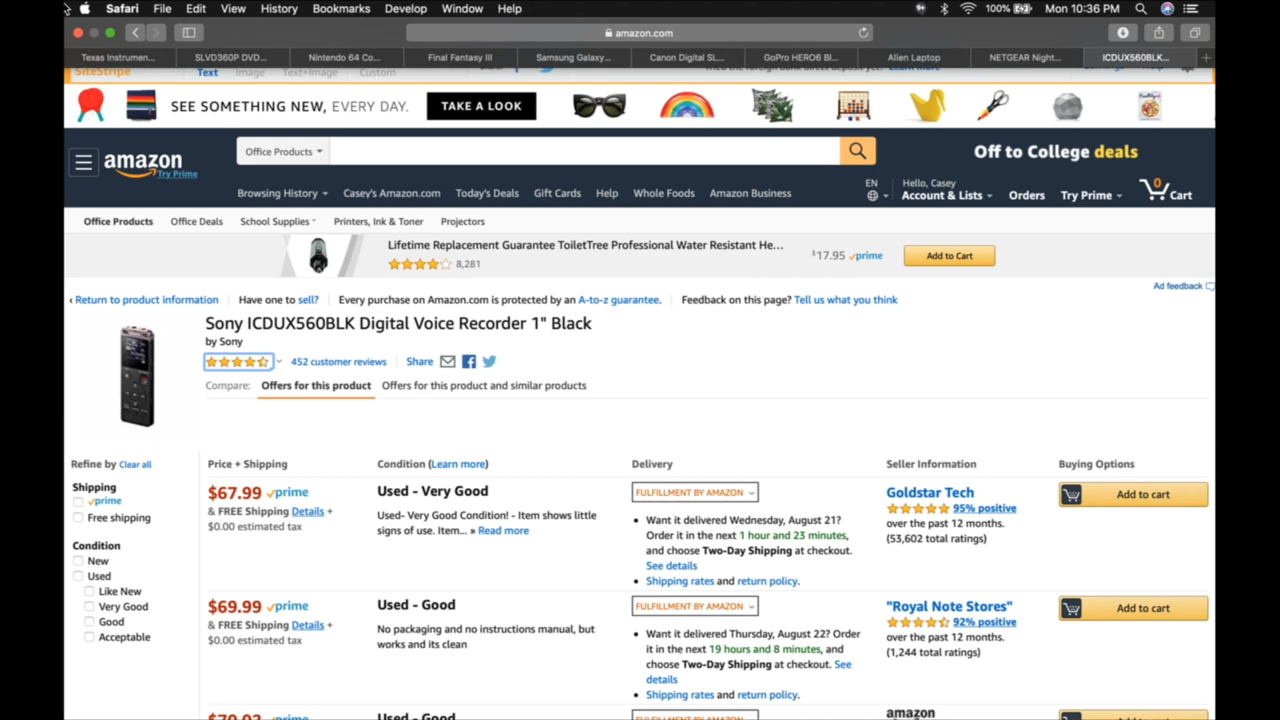 Safari File Edit View History Bookmarks Develop Window Help 100% Mon 10:36 PM
amazon.com
Texas Instrumen... SLVD360P DVD... Nintendo 64 Co... Final Fantasy III Samsung Galaxy... Canon Digital SL... GoPro HERO6 Bl... Alien Laptop NETGEAR Night... ICDUX560BLK...
SiteStripe Text Image Text+Image Custom
SEE SOMETHING NEW, EVERY DAY. TAKE A LOOK
Office Products
Off to College deals
amazon
Try Prime
EN
Hello, Casey
0
Browsing History Casey's Amazon.com Today's Deals Gift Cards Help Whole Foods Amazon Business Account & Lists Orders Try Prime Cart
Office Products Office Deals School Supplies Printers, Ink & Toner Projectors
Lifetime Replacement Guarantee ToiletTree Professional Water Resistant He...
8,281
$17.95 prime Add to Cart
Ad feedback
‹ Return to product information Have one to sell? Every purchase on Amazon.com is protected by an A-to-z guarantee. Feedback on this page? Tell us what you think
Sony ICDUX560BLK Digital Voice Recorder 1" Black
by Sony
452 customer reviews Share
Compare: Offers for this product Offers for this product and similar products
Refine by Clear all
Shipping
prime
Free shipping
Condition
New
Used
Like New
Very Good
Good
Acceptable
Price + Shipping Condition (Learn more) Delivery Seller Information Buying Options
$67.99 prime
& FREE Shipping Details +
$0.00 estimated tax
Used - Very Good
Used- Very Good Condition! - Item shows little
signs of use. Item... » Read more
FULFILLMENT BY AMAZON
Want it delivered Wednesday, August 21?
Order it in the next 1 hour and 23 minutes,
and choose Two-Day Shipping at checkout.
See details
Shipping rates and return policy.
Goldstar Tech
95% positive
over the past 12 months.
(53,602 total ratings)
Add to cart
$69.99 prime
& FREE Shipping Details +
$0.00 estimated tax
Used - Good
No packaging and no instructions manual, but
works and its clean
FULFILLMENT BY AMAZON
Want it delivered Thursday, August 22? Order
it in the next 19 hours and 8 minutes, and
choose Two-Day Shipping at checkout. See
details
Shipping rates and return policy.
"Royal Note Stores"
92% positive
over the past 12 months.
(1,244 total ratings)
Add to cart
prime
Used - Good
FULFILLMENT BY AMAZON
amazon
Add to cart